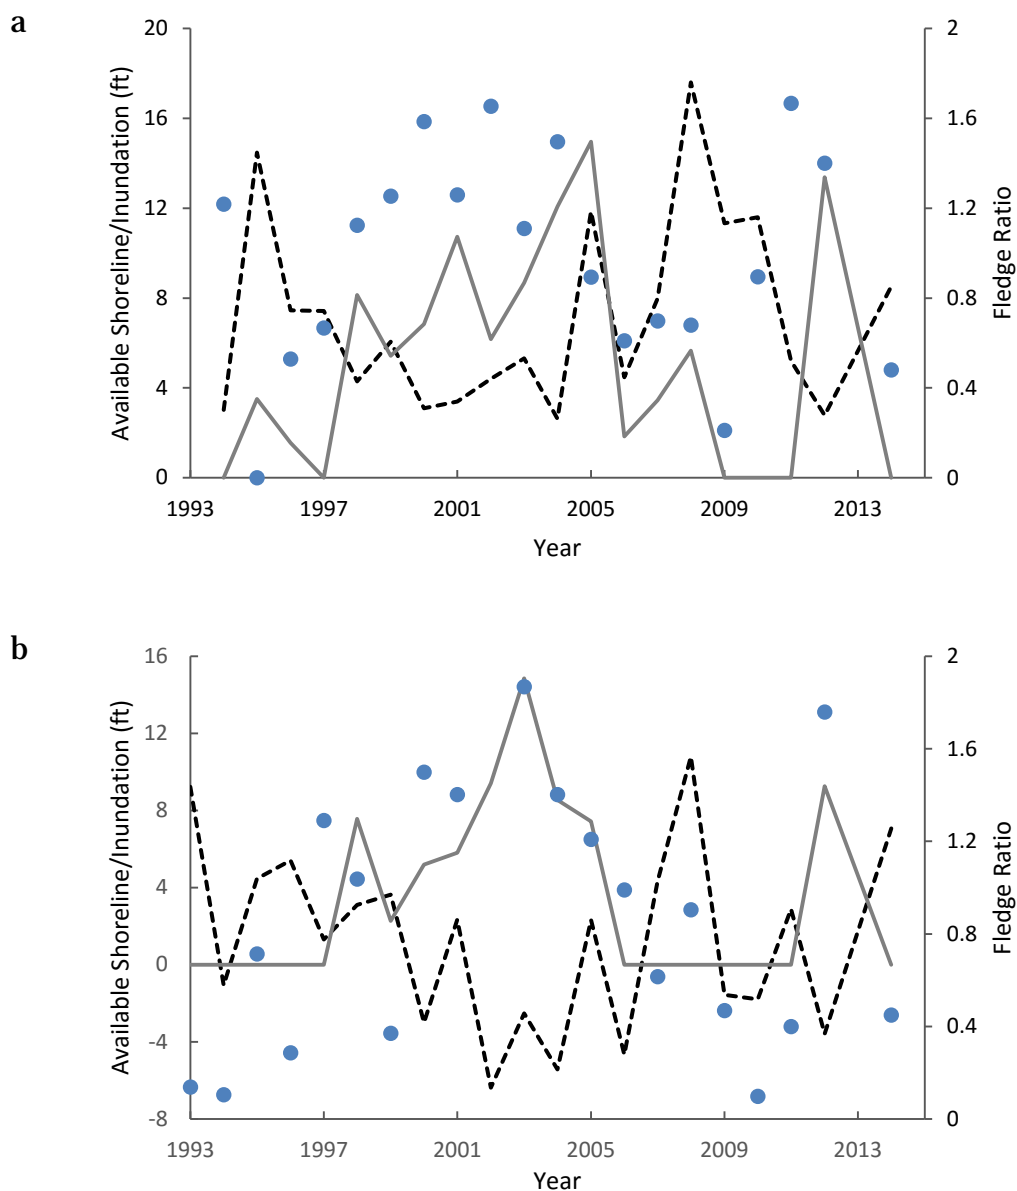 a
20
16
12
8
4
0
Available Shoreline/Inundation (ft)
2
1.6
1.2
0.8
0.4
0
Fledge Ratio
1993 1997 2001 2005 2009 2013
Year
b
16
12
8
4
0
-4
-8
Available Shoreline/Inundation (ft)
2
1.6
1.2
0.8
0.4
0
Fledge Ratio
1993 1997 2001 2005 2009 2013
Year